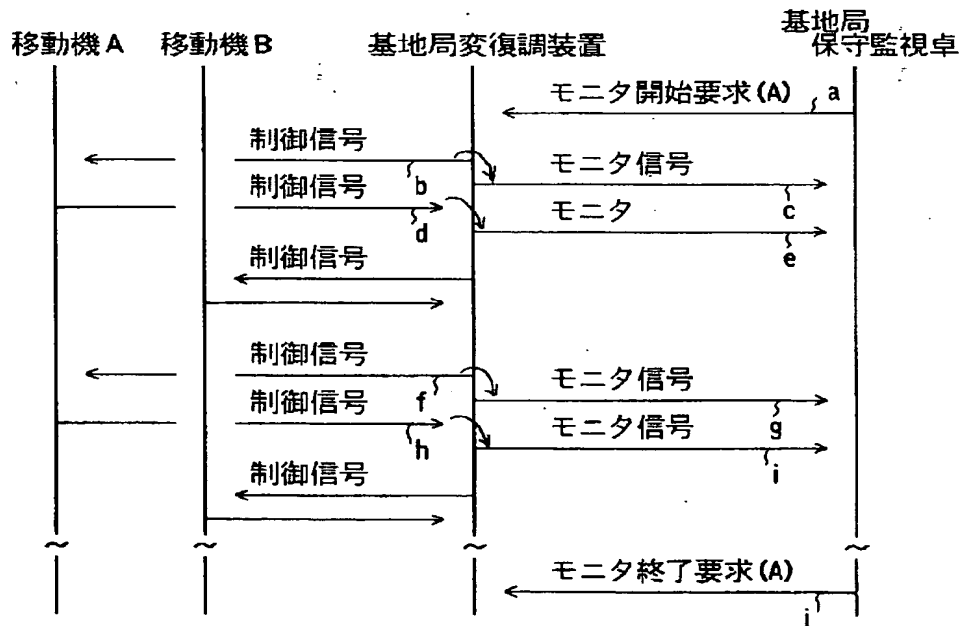 基地局
移動機A 移動機B 基地局変復調装置 保守監視卓
モニタ開始要求(A) a
制御信号
b
モニタ信号
c
制御信号
d
モニタ
e
制御信号
制御信号
f
モニタ信号
g
制御信号
h
モニタ信号
i
制御信号
~ ~ ~ ~
モニタ終了要求(A)
j